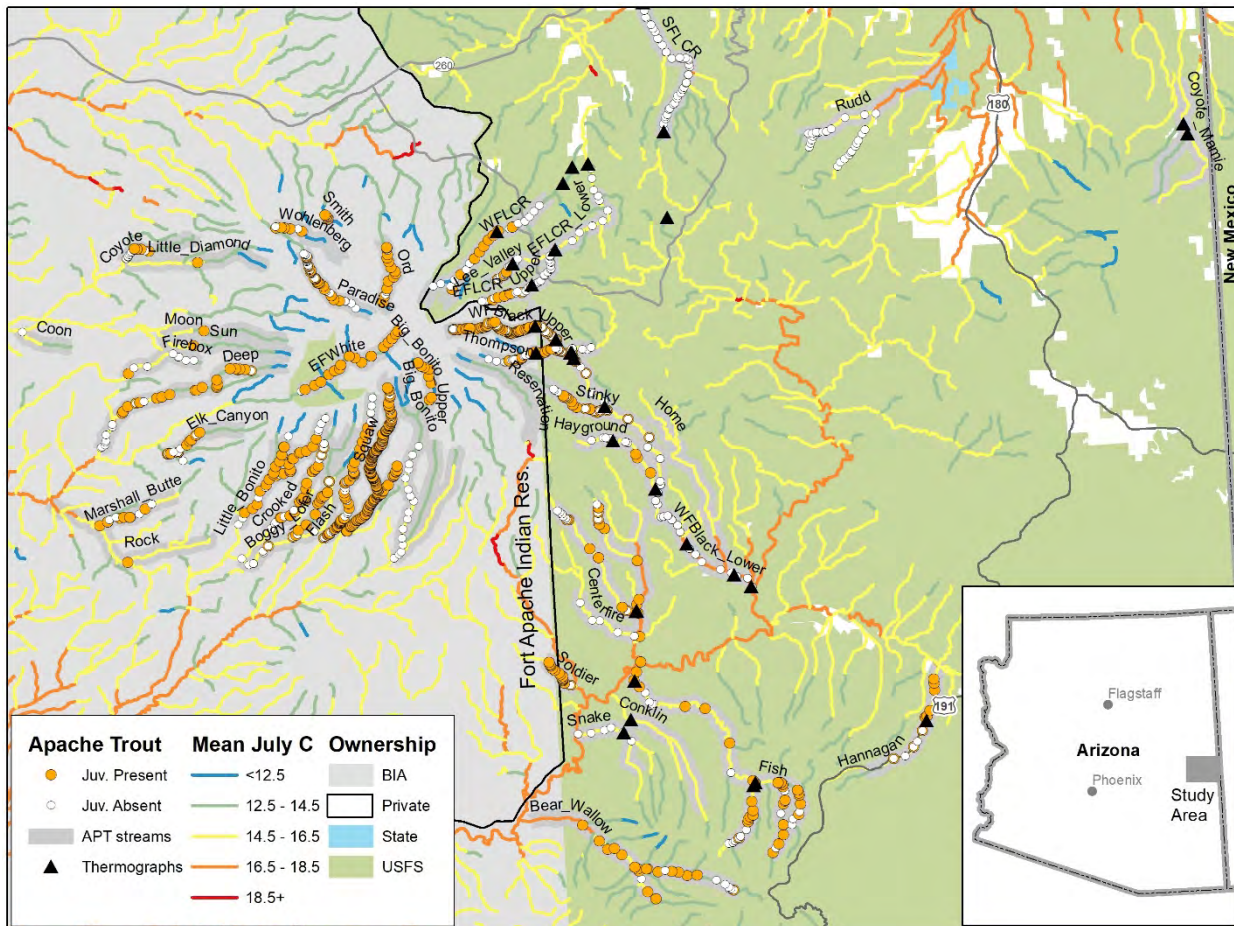 SFLCR
260
Rudd
180
Coyote_Mamie
New Mexico
Smith
Wohlenberg
Coyote
Little_Diamond
Ord
Paradise
WFLCR
Lee_Valley
EFLCR_Lower
EFLCR_Upper
Coon
Moon
Sun
Firebox
Deep
EFWhite
Big_Bonito_Upper
Big_Bonito
WFBlack_Upper
Thompson
Reservation
Stinky
Hayground
Home
Elk_Canyon
Squaw
Little_Bonito
Crooked
Boggy_Lofer
Flash
Marshall_Butte
Rock
WFBlack_Lower
Centerfire
Fort Apache Indian Res.
Soldier
Snake
Conklin
Fish
Hannagan
191
Bear_Wallow
Apache Trout
Juv. Present
Juv. Absent
APT streams
Thermographs
Mean July C
<12.5
12.5 - 14.5
14.5 - 16.5
16.5 - 18.5
18.5+
Ownership
BIA
Private
State
USFS
Flagstaff
Arizona
Phoenix
Study
Area